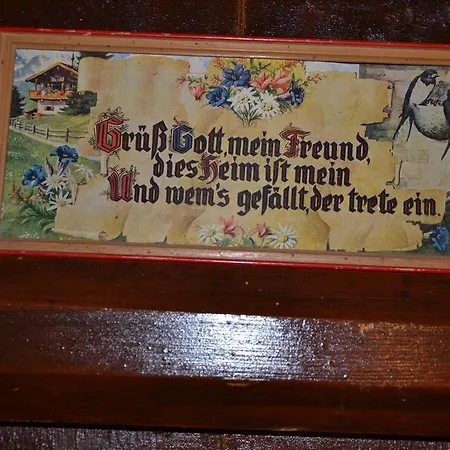 Grüß Gott mein Freund,
dies Heim ist mein
Und wem's gefällt, der trete ein.